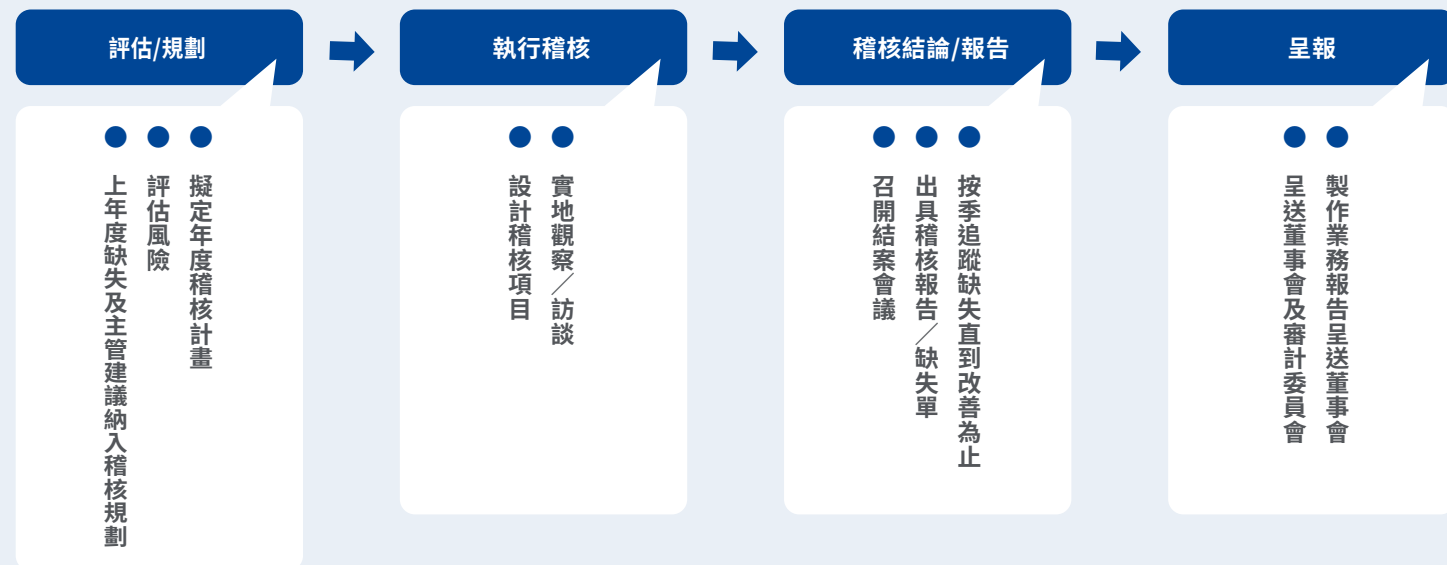 評估/規劃
上年度缺失及主管建議納入稽核規劃
評估風險
擬定年度稽核計畫
執行稽核
設計稽核項目
實地觀察／訪談
稽核結論/報告
召開結案會議
出具稽核報告／缺失單
按季追蹤缺失直到改善為止
呈報
呈送董事會及審計委員會
製作業務報告呈送董事會